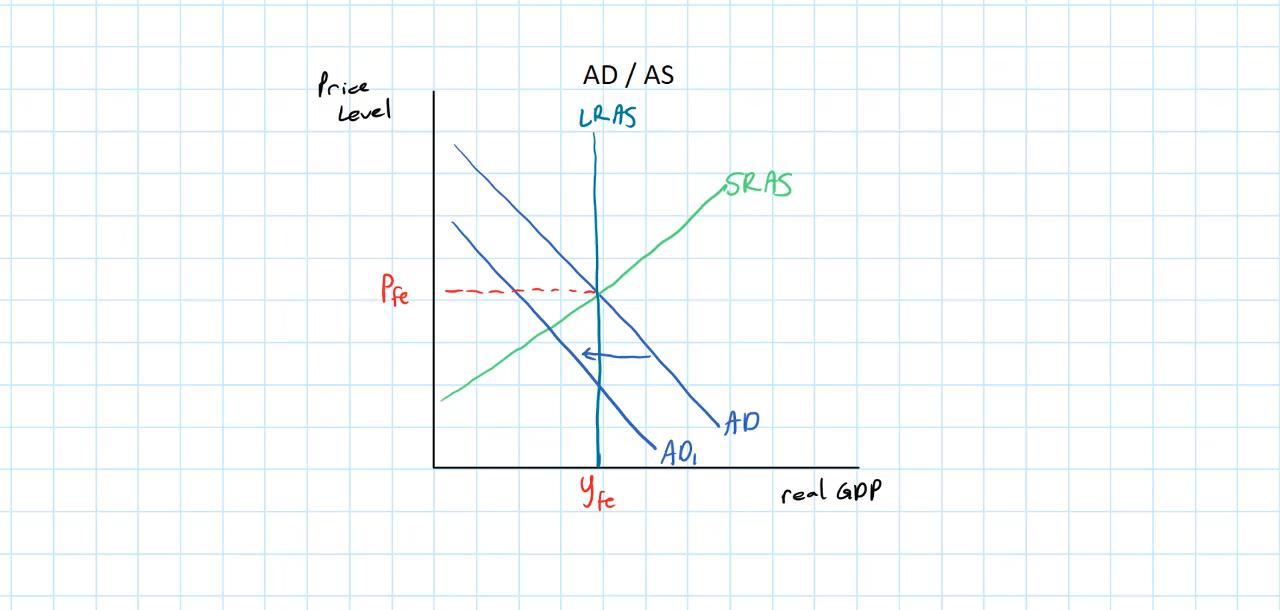 AD / AS
Price
Level
LRAS
SRAS
Pfe
AD
AD₁
yfe
real GDP